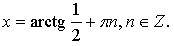 x = arctg 1/2 + πn, n ∈ Z.